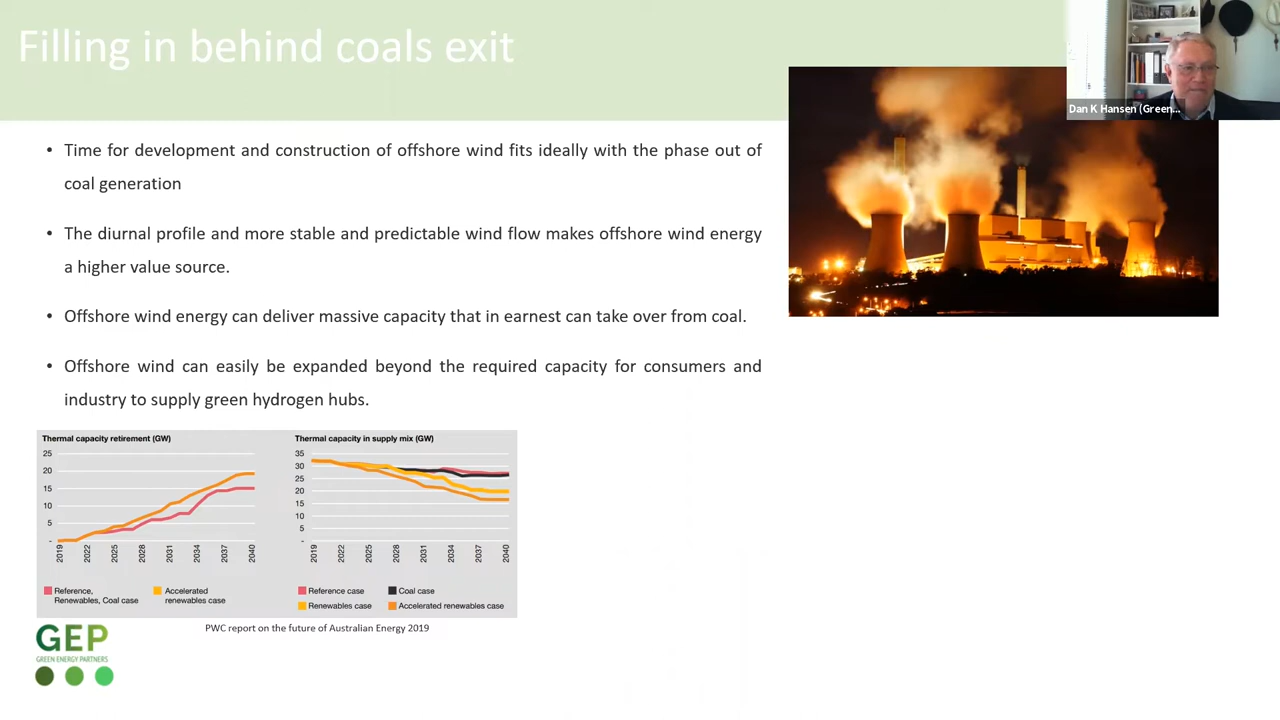 Filling in behind coals exit
Dan K Hansen (Green...
• Time for development and construction of offshore wind fits ideally with the phase out of
coal generation
• The diurnal profile and more stable and predictable wind flow makes offshore wind energy
a higher value source.
• Offshore wind energy can deliver massive capacity that in earnest can take over from coal.
• Offshore wind can easily be expanded beyond the required capacity for consumers and
industry to supply green hydrogen hubs.
Thermal capacity retirement (GW)
25
20
15
10
5
-
2019 2022 2025 2028 2031 2034 2037 2040
Reference,
Renewables, Coal case
Accelerated
renewables case
Thermal capacity in supply mix (GW)
35
30
25
20
15
10
5
-
2019 2022 2025 2028 2031 2034 2037 2040
Reference case
Coal case
Renewables case
Accelerated renewables case
PWC report on the future of Australian Energy 2019
GEP
GREEN ENERGY PARTNERS